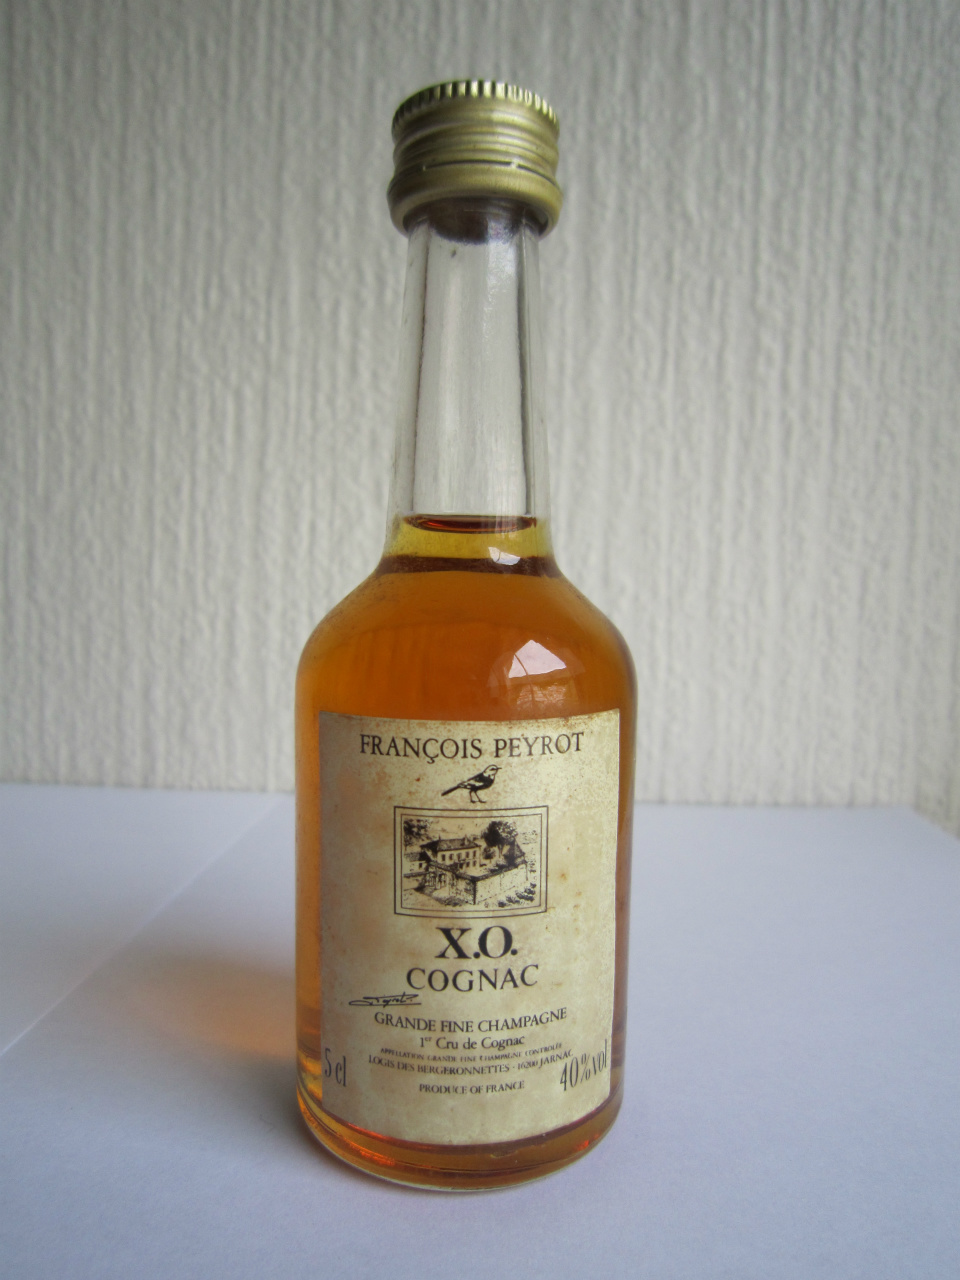 FRANÇOIS PEYROT
X.O.
COGNAC
GRANDE FINE CHAMPAGNE
1er Cru de Cognac
APPELLATION GRANDE FINE CHAMPAGNE CONTROLÉE
LOGIS DES BERGERONNETTES - 16200 JARNAC
5 cl
40%vol
PRODUCE OF FRANCE